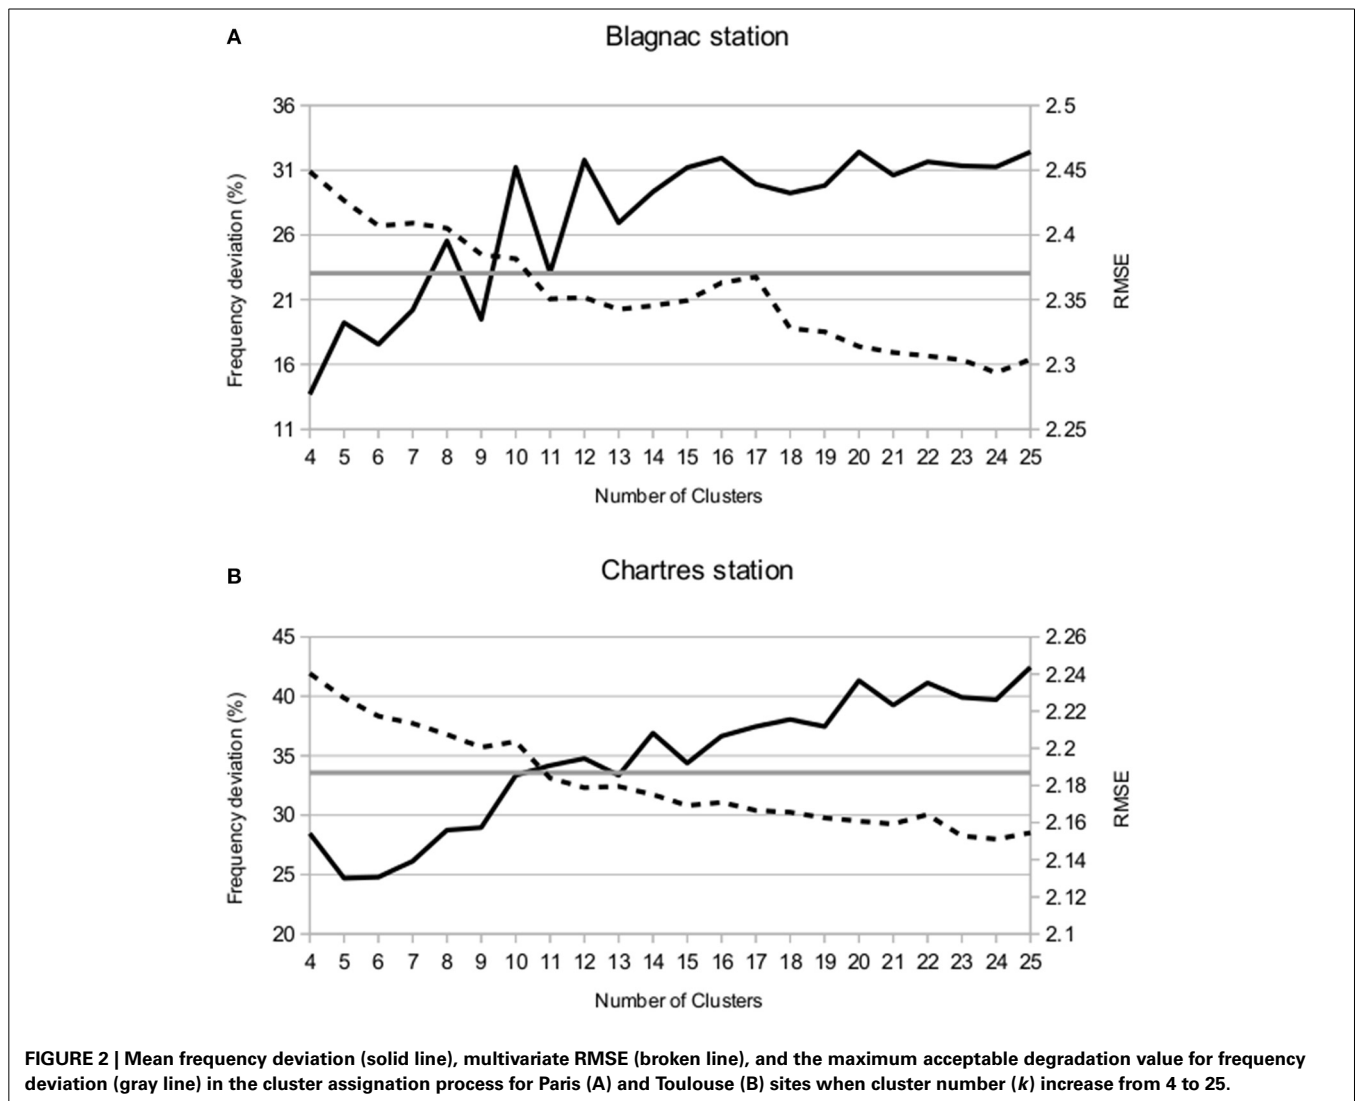 A
Blagnac station
36
31
26
21
16
11
Frequency deviation (%)
2.5
2.45
2.4
2.35
2.3
2.25
RMSE
4 5 6 7 8 9 10 11 12 13 14 15 16 17 18 19 20 21 22 23 24 25
Number of Clusters
B
Chartres station
45
40
35
30
25
20
Frequency deviation (%)
2.26
2.24
2.22
2.2
2.18
2.16
2.14
2.12
2.1
RMSE
4 5 6 7 8 9 10 11 12 13 14 15 16 17 18 19 20 21 22 23 24 25
Number of Clusters
FIGURE 2 | Mean frequency deviation (solid line), multivariate RMSE (broken line), and the maximum acceptable degradation value for frequency
deviation (gray line) in the cluster assignation process for Paris (A) and Toulouse (B) sites when cluster number (k) increase from 4 to 25.